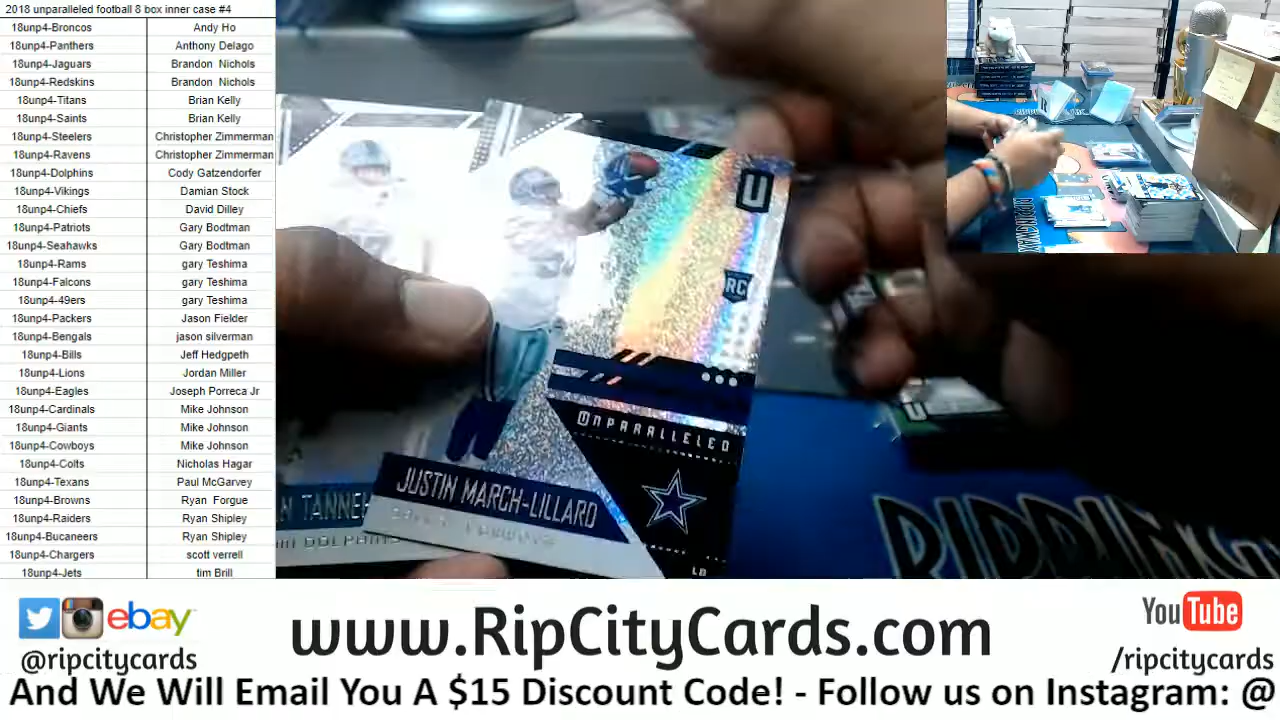 2018 unparalleled football 8 box inner case #4
18unp4-Broncos Andy Ho
18unp4-Panthers Anthony Delago
18unp4-Jaguars Brandon Nichols
18unp4-Redskins Brandon Nichols
18unp4-Titans Brian Kelly
18unp4-Saints Brian Kelly
18unp4-Steelers Christopher Zimmerman
18unp4-Ravens Christopher Zimmerman
18unp4-Dolphins Cody Gatzendorfer
18unp4-Vikings Damian Stock
18unp4-Chiefs David Dilley
18unp4-Patriots Gary Bodtman
18unp4-Seahawks Gary Bodtman
18unp4-Rams gary Teshima
18unp4-Falcons gary Teshima
18unp4-49ers gary Teshima
18unp4-Packers Jason Fielder
18unp4-Bengals jason silverman
18unp4-Bills Jeff Hedgpeth
18unp4-Lions Jordan Miller
18unp4-Eagles Joseph Porreca Jr
18unp4-Cardinals Mike Johnson
18unp4-Giants Mike Johnson
18unp4-Cowboys Mike Johnson
18unp4-Colts Nicholas Hagar
18unp4-Texans Paul McGarvey
18unp4-Browns Ryan Forgue
18unp4-Raiders Ryan Shipley
18unp4-Bucaneers Ryan Shipley
18unp4-Chargers scott verrell
18unp4-Jets tim Brill
U
RC
UNPARALLELED
JUSTIN MARCH-LILLARD
DALLAS COWBOYS
LB
N TANNEH
DOLPHINS
U
RIPPING
ebay
@ripcitycards
www.RipCityCards.com
YouTube
/ripcitycards
And We Will Email You A $15 Discount Code! - Follow us on Instagram: @